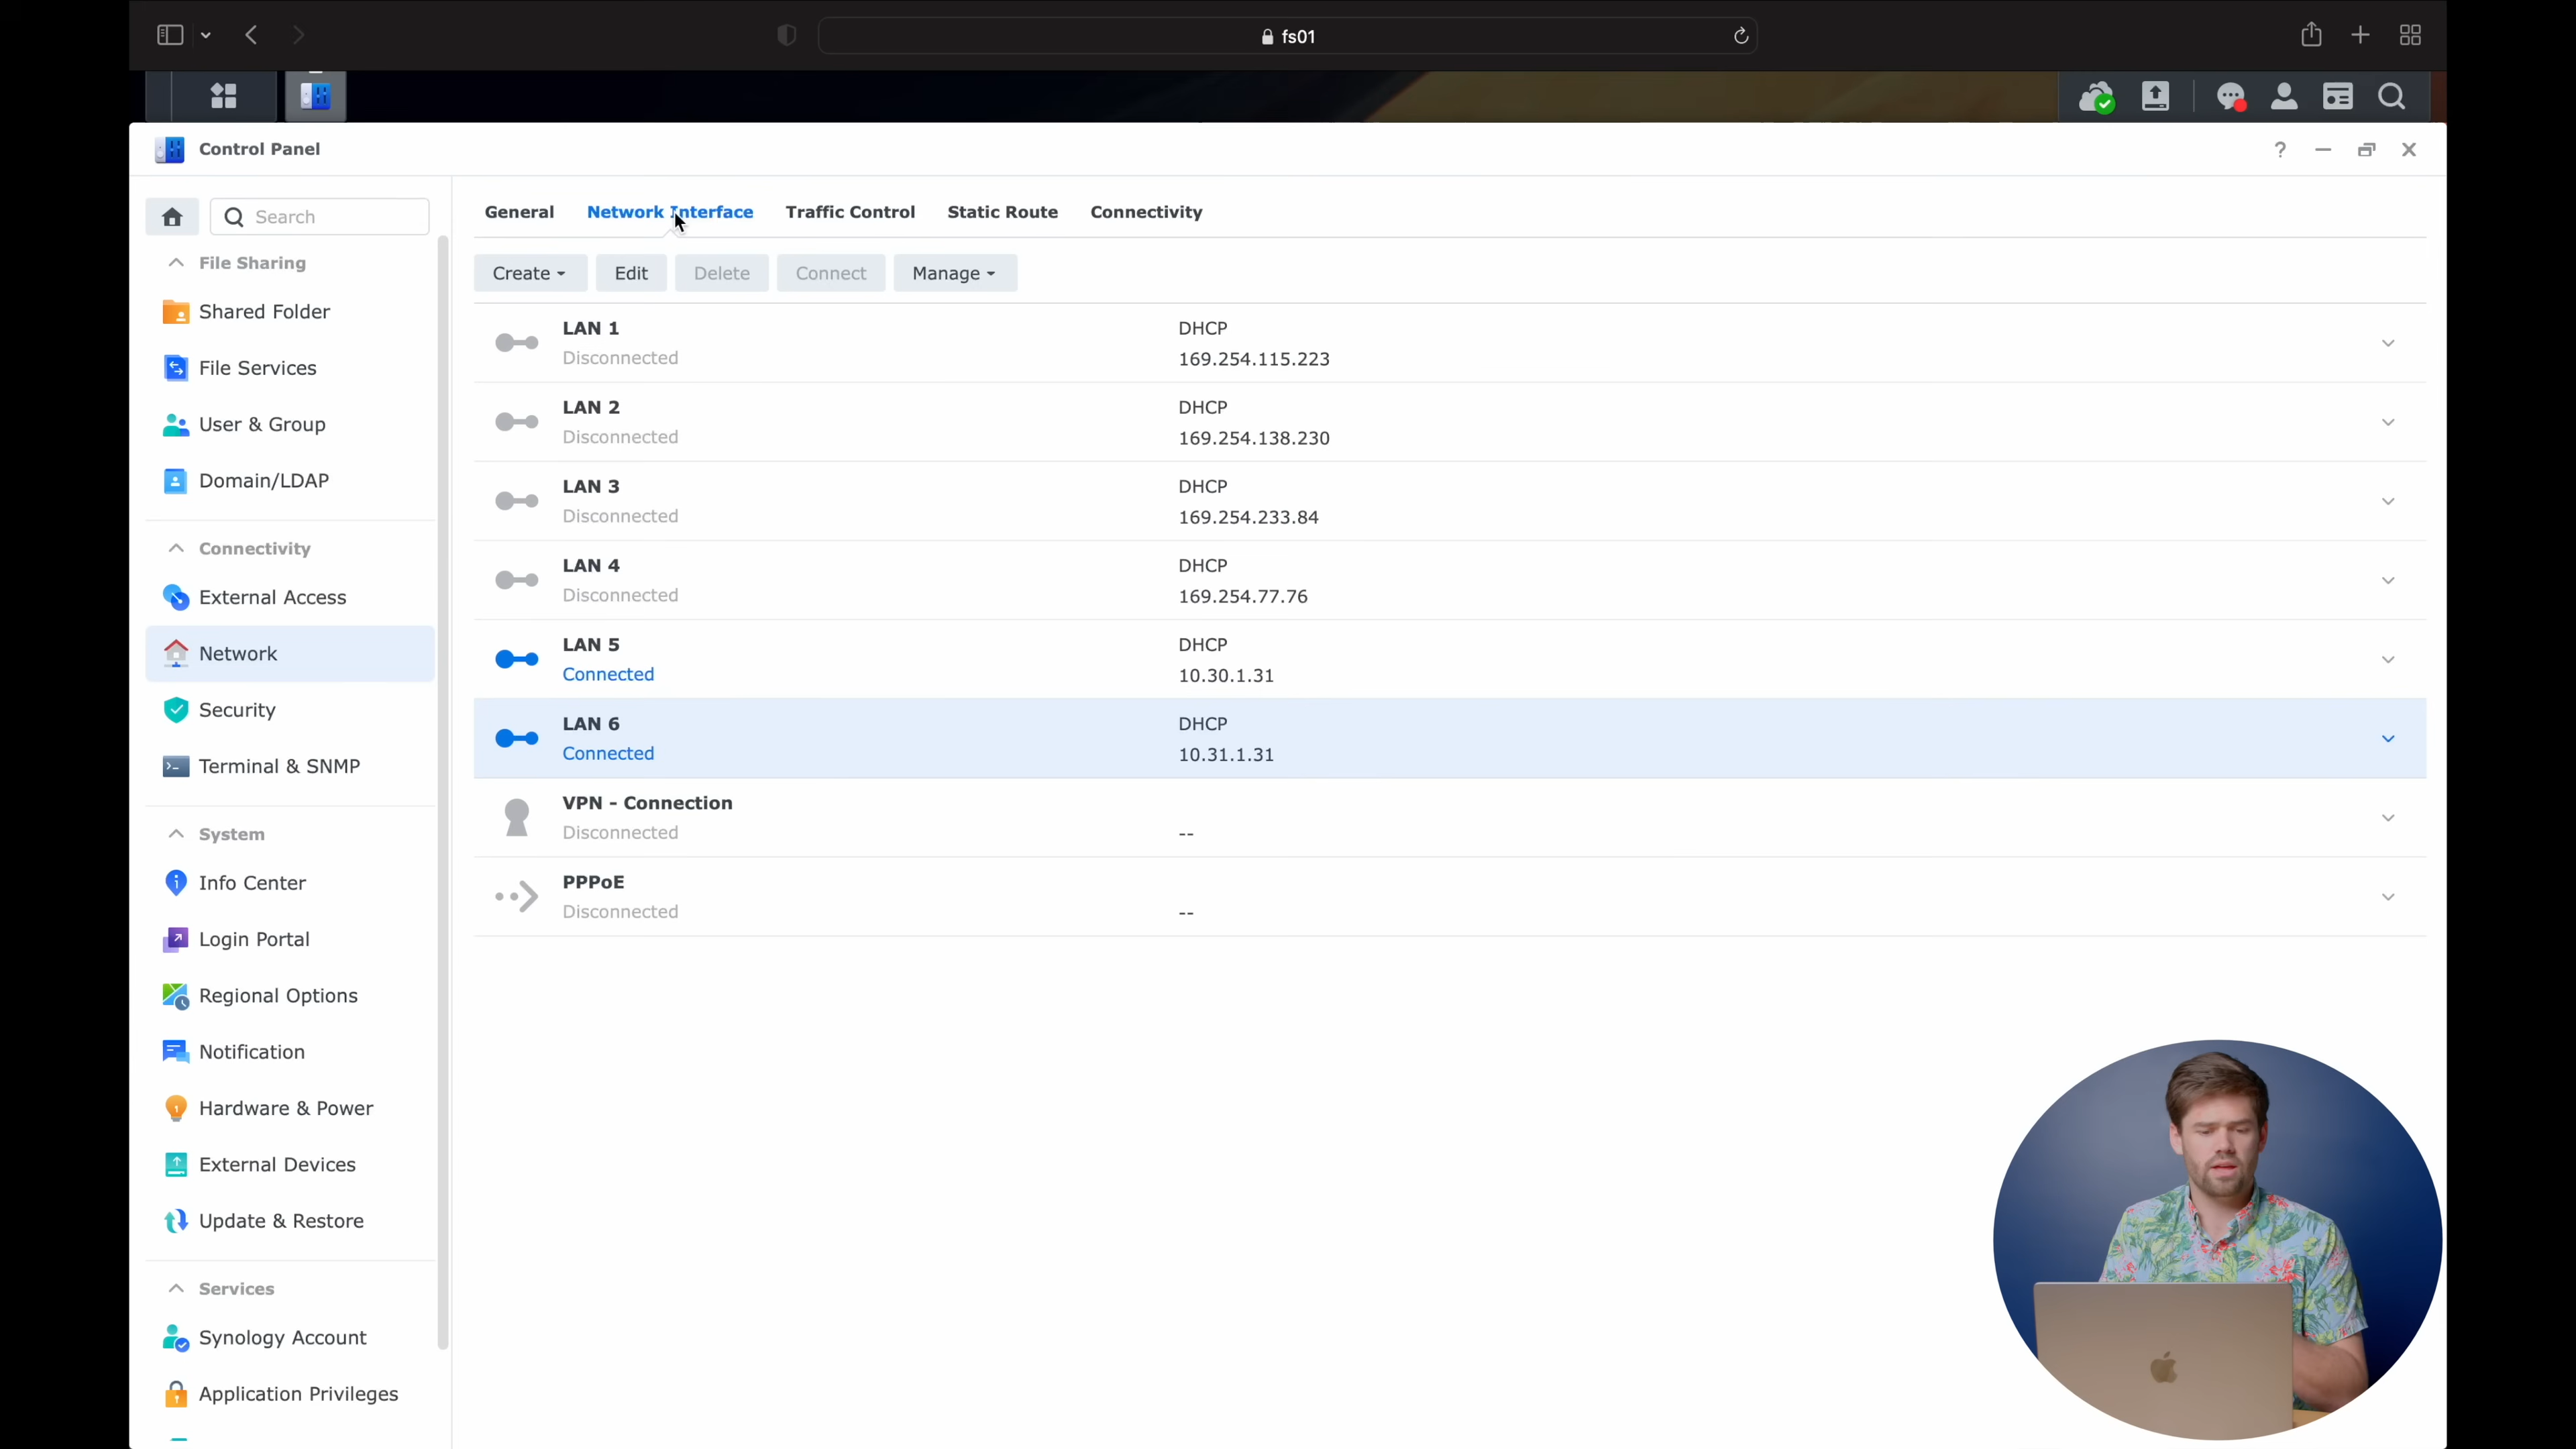 fs01
Control Panel
Search
File Sharing
Shared Folder
File Services
User & Group
Domain/LDAP
Connectivity
External Access
Network
Security
Terminal & SNMP
System
Info Center
Login Portal
Regional Options
Notification
Hardware & Power
External Devices
Update & Restore
Services
Synology Account
Application Privileges
General Network Interface Traffic Control Static Route Connectivity
Create Edit Delete Connect Manage
LAN 1 DHCP
Disconnected 169.254.115.223
LAN 2 DHCP
Disconnected 169.254.138.230
LAN 3 DHCP
Disconnected 169.254.233.84
LAN 4 DHCP
Disconnected 169.254.77.76
LAN 5 DHCP
Connected 10.30.1.31
LAN 6 DHCP
Connected 10.31.1.31
VPN - Connection
Disconnected --
PPPoE
Disconnected --